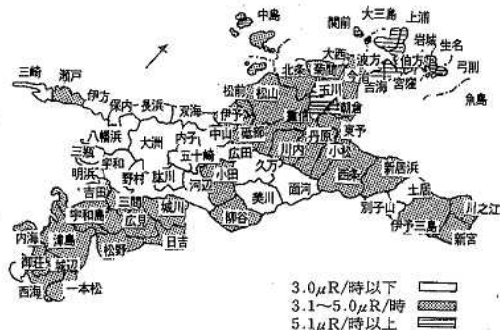 中島
関前
大三島
上浦
岩城
生名
弓削
魚島
伯方
宮窪
吉海
波方
今治
大西
菊間
北条
玉川
朝倉
三崎
瀬戸
伊方
保内
長浜
双海
伊予
松前
松山
重信
東予
丹原
小松
川内
砥部
中山
広田
久万
面河
美川
柳谷
小田
西条
新居浜
土居
別子山
伊予三島
川之江
新宮
八幡浜
大洲
内子
五十崎
三瓶
宇和
野村
肱川
河辺
明浜
吉田
宇和島
三間
広見
城川
日吉
松野
津島
内海
御荘
城辺
西海
一本松
3.0μR/時以下
3.1～5.0μR/時
5.1μR/時以上